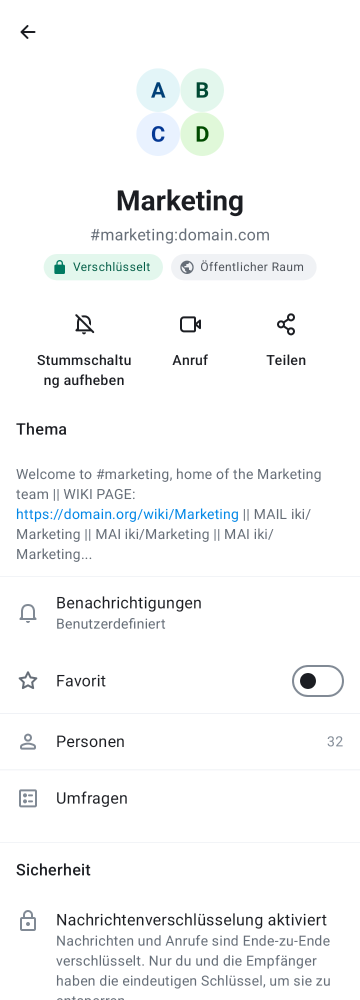 A B
C D
Marketing
#marketing:domain.com
Verschlüsselt Öffentlicher Raum
Stummschaltu
ng aufheben
Anruf
Teilen
Thema
Welcome to #marketing, home of the Marketing
team || WIKI PAGE:
https://domain.org/wiki/Marketing || MAIL iki/
Marketing || MAI iki/Marketing || MAI iki/
Marketing...
Benachrichtigungen
Benutzerdefiniert
Favorit
Personen 32
Umfragen
Sicherheit
Nachrichtenverschlüsselung aktiviert
Nachrichten und Anrufe sind Ende-zu-Ende
verschlüsselt. Nur du und die Empfänger
haben die eindeutigen Schlüssel, um sie zu